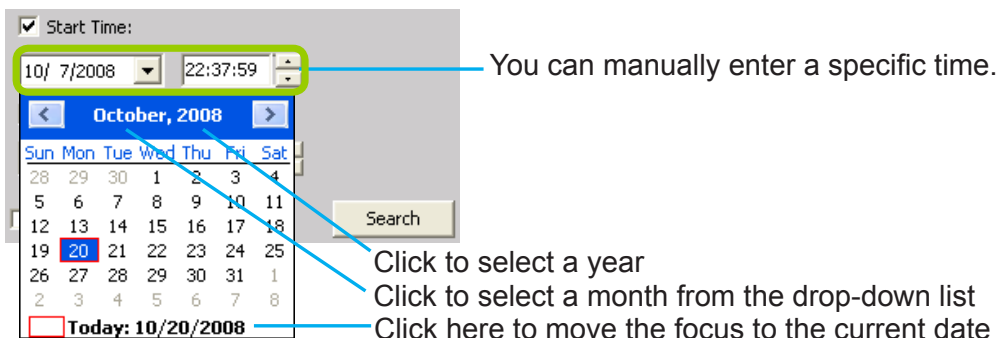 Start Time:
10/ 7/2008 22:37:59
You can manually enter a specific time.
October, 2008
Sun Mon Tue Wed Thu Fri Sat
28 29 30 1 2 3 4
5 6 7 8 9 10 11
12 13 14 15 16 17 18
Search
19 20 21 22 23 24 25
Click to select a year
26 27 28 29 30 31 1
Click to select a month from the drop-down list
2 3 4 5 6 7 8
Today: 10/20/2008
Click here to move the focus to the current date